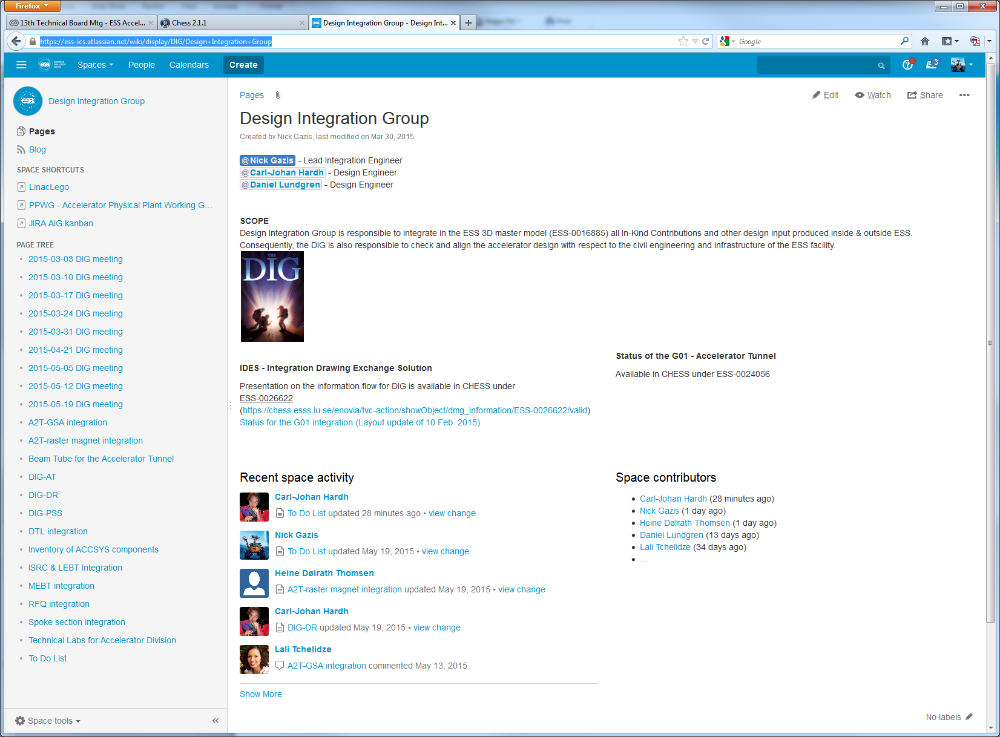 Firefox
13th Technical Board Mtg - ESS Accel...
Chess 2.1.1
Design Integration Group - Design Int...
https://ess-ics.atlassian.net/wiki/display/DIG/Design+Integration+Group
Google
ess EUROPEAN SPALLATION SOURCE
Spaces
People
Calendars
Create
3
ess
Design Integration Group
Pages
Blog
SPACE SHORTCUTS
LinacLego
PPWG - Accelerator Physical Plant Working G...
JIRA AIG kanban
PAGE TREE
2015-03-03 DIG meeting
2015-03-10 DIG meeting
2015-03-17 DIG meeting
2015-03-24 DIG meeting
2015-03-31 DIG meeting
2015-04-21 DIG meeting
2015-05-05 DIG meeting
2015-05-12 DIG meeting
2015-05-19 DIG meeting
A2T-GSA integration
A2T-raster magnet integration
Beam Tube for the Accelerator Tunnel
DIG-AT
DIG-DR
DIG-PSS
DTL integration
Inventory of ACCSYS components
ISRC & LEBT Integration
MEBT integration
RFQ integration
Spoke section integration
Technical Labs for Accelerator Division
To Do List
Space tools
Pages
Edit
Watch
Share
Design Integration Group
Created by Nick Gazis, last modified on Mar 30, 2015
@Nick Gazis - Lead Integration Engineer
@Carl-Johan Hardh - Design Engineer
@Daniel Lundgren - Design Engineer
SCOPE
Design Integration Group is responsible to integrate in the ESS 3D master model (ESS-0016885) all In-Kind Contributions and other design input produced inside & outside ESS.
Consequently, the DIG is also responsible to check and align the accelerator design with respect to the civil engineering and infrastructure of the ESS facility.
THE
DIG
IDES - Integration Drawing Exchange Solution
Presentation on the information flow for DIG is available in CHESS under
ESS-0026622
(https://chess.esss.lu.se/enovia/tvc-action/showObject/dmg_Information/ESS-0026622/valid)
Status for the G01 integration (Layout update of 10 Feb. 2015)
Status of the G01 - Accelerator Tunnel
Available in CHESS under ESS-0024056
Recent space activity
Carl-Johan Hardh
To Do List updated 28 minutes ago • view change
Nick Gazis
To Do List updated May 19, 2015 • view change
Heine Dølrath Thomsen
A2T-raster magnet integration updated May 19, 2015 • view change
Carl-Johan Hardh
DIG-DR updated May 19, 2015 • view change
Lali Tchelidze
A2T-GSA integration commented May 13, 2015
Show More
Space contributors
Carl-Johan Hardh (28 minutes ago)
Nick Gazis (1 day ago)
Heine Dølrath Thomsen (1 day ago)
Daniel Lundgren (13 days ago)
Lali Tchelidze (34 days ago)
...
No labels